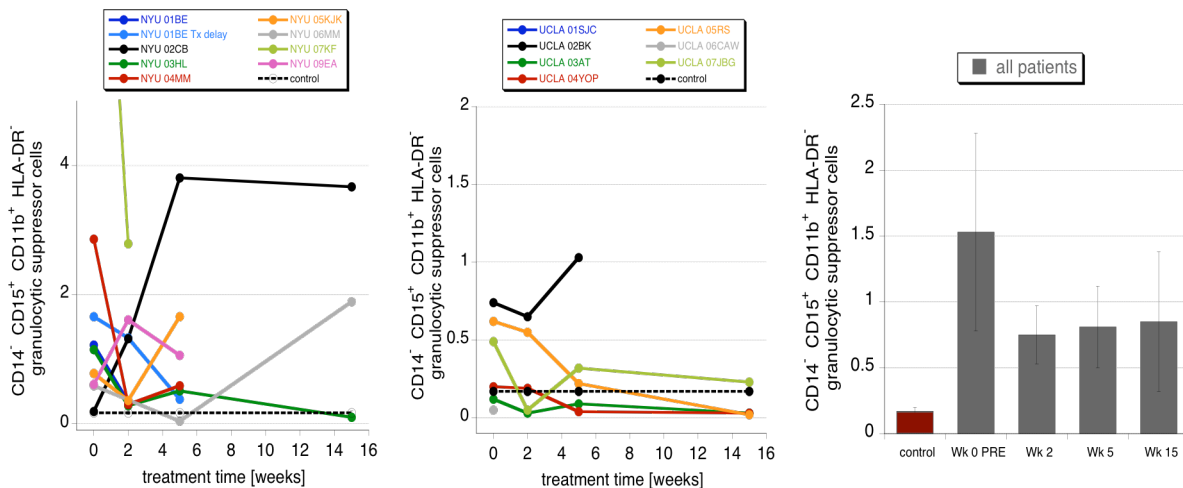 NYU 01BE
NYU 01BE Tx delay
NYU 02CB
NYU 03HL
NYU 04MM
NYU 05KJK
NYU 06MM
NYU 07KF
NYU 09EA
control
CD14⁻ CD15⁺ CD11b⁺ HLA-DR⁻
granulocytic suppressor cells
4
2
0
0 2 4 6 8 10 12 14 16
treatment time [weeks]
UCLA 01SJC
UCLA 02BK
UCLA 03AT
UCLA 04YOP
UCLA 05RS
UCLA 06CAW
UCLA 07JBG
control
CD14⁻ CD15⁺ CD11b⁺ HLA-DR⁻
granulocytic suppressor cells
2
1.5
1
0.5
0
0 2 4 6 8 10 12 14 16
treatment time [weeks]
all patients
CD14⁻ CD15⁺ CD11b⁺ HLA-DR⁻
granulocytic suppressor cells
2.5
2
1.5
1
0.5
0
control Wk 0 PRE Wk 2 Wk 5 Wk 15